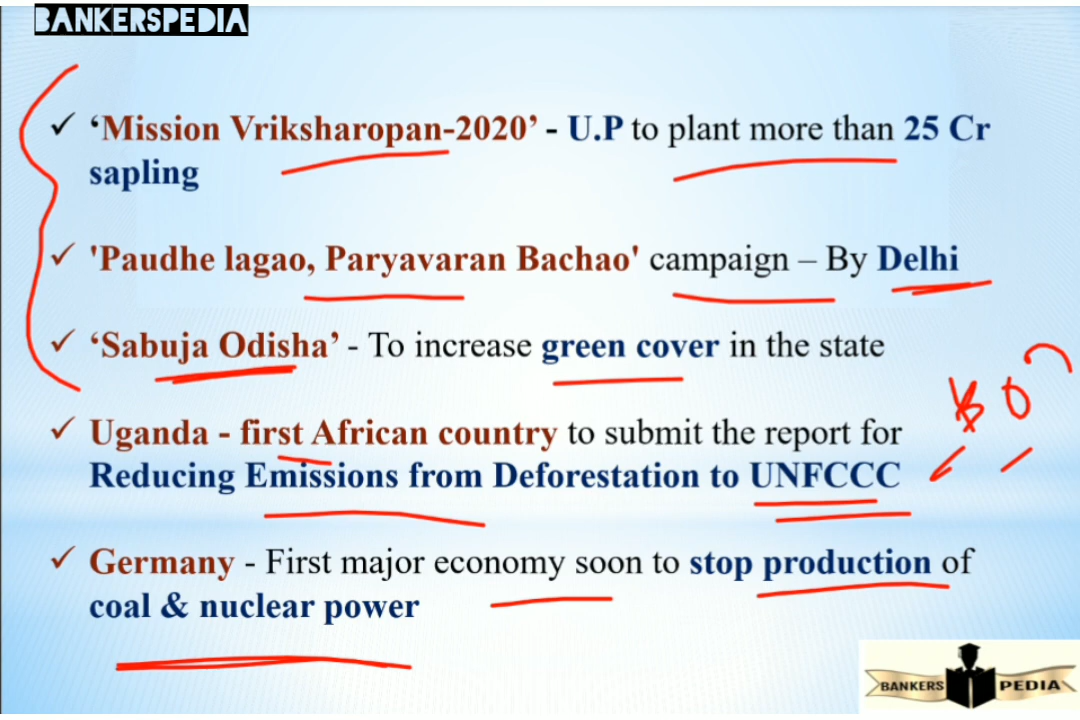 BANKERSPEDIA
✓ ‘Mission Vriksharopan-2020’ - U.P to plant more than 25 Cr
sapling
✓ 'Paudhe lagao, Paryavaran Bachao' campaign – By Delhi
✓ ‘Sabuja Odisha’ - To increase green cover in the state
✓ Uganda - first African country to submit the report for
Reducing Emissions from Deforestation to UNFCCC
✓ Germany - First major economy soon to stop production of
coal & nuclear power
BANKERS PEDIA